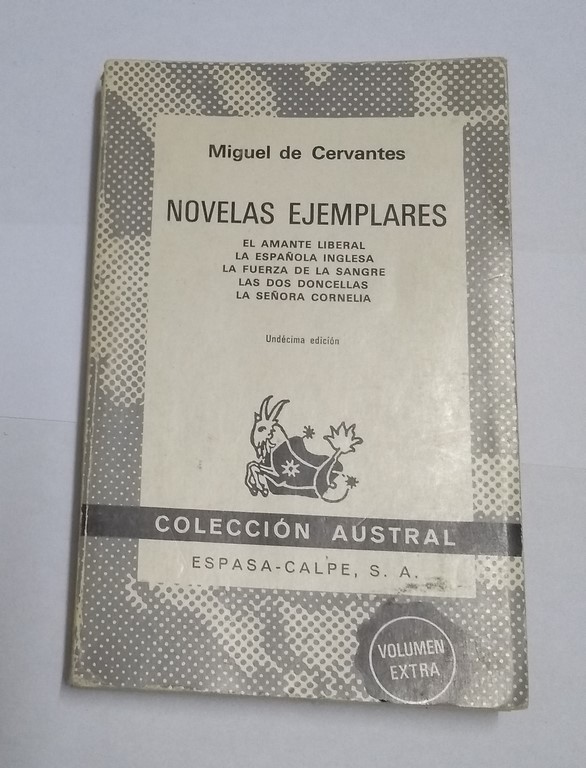 Miguel de Cervantes
NOVELAS EJEMPLARES
EL AMANTE LIBERAL
LA ESPAÑOLA INGLESA
LA FUERZA DE LA SANGRE
LAS DOS DONCELLAS
LA SEÑORA CORNELIA
Undécima edición
COLECCIÓN AUSTRAL
ESPASA-CALPE, S. A.
VOLUMEN
EXTRA